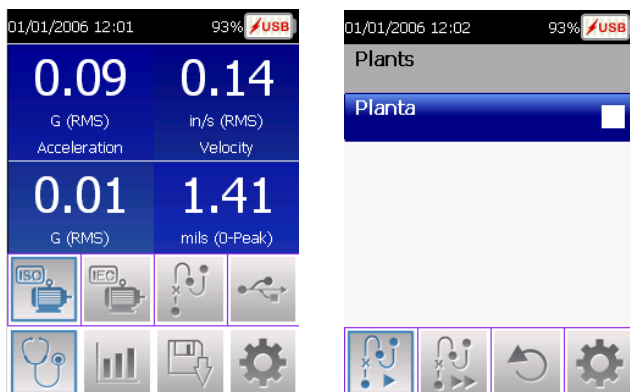 01/01/2006 12:01 93% USB
0.09 0.14
G (RMS) in/s (RMS)
Acceleration Velocity
0.01 1.41
G (RMS) mils (0-Peak)
ISO IEC
01/01/2006 12:02 93% USB
Plants
Planta